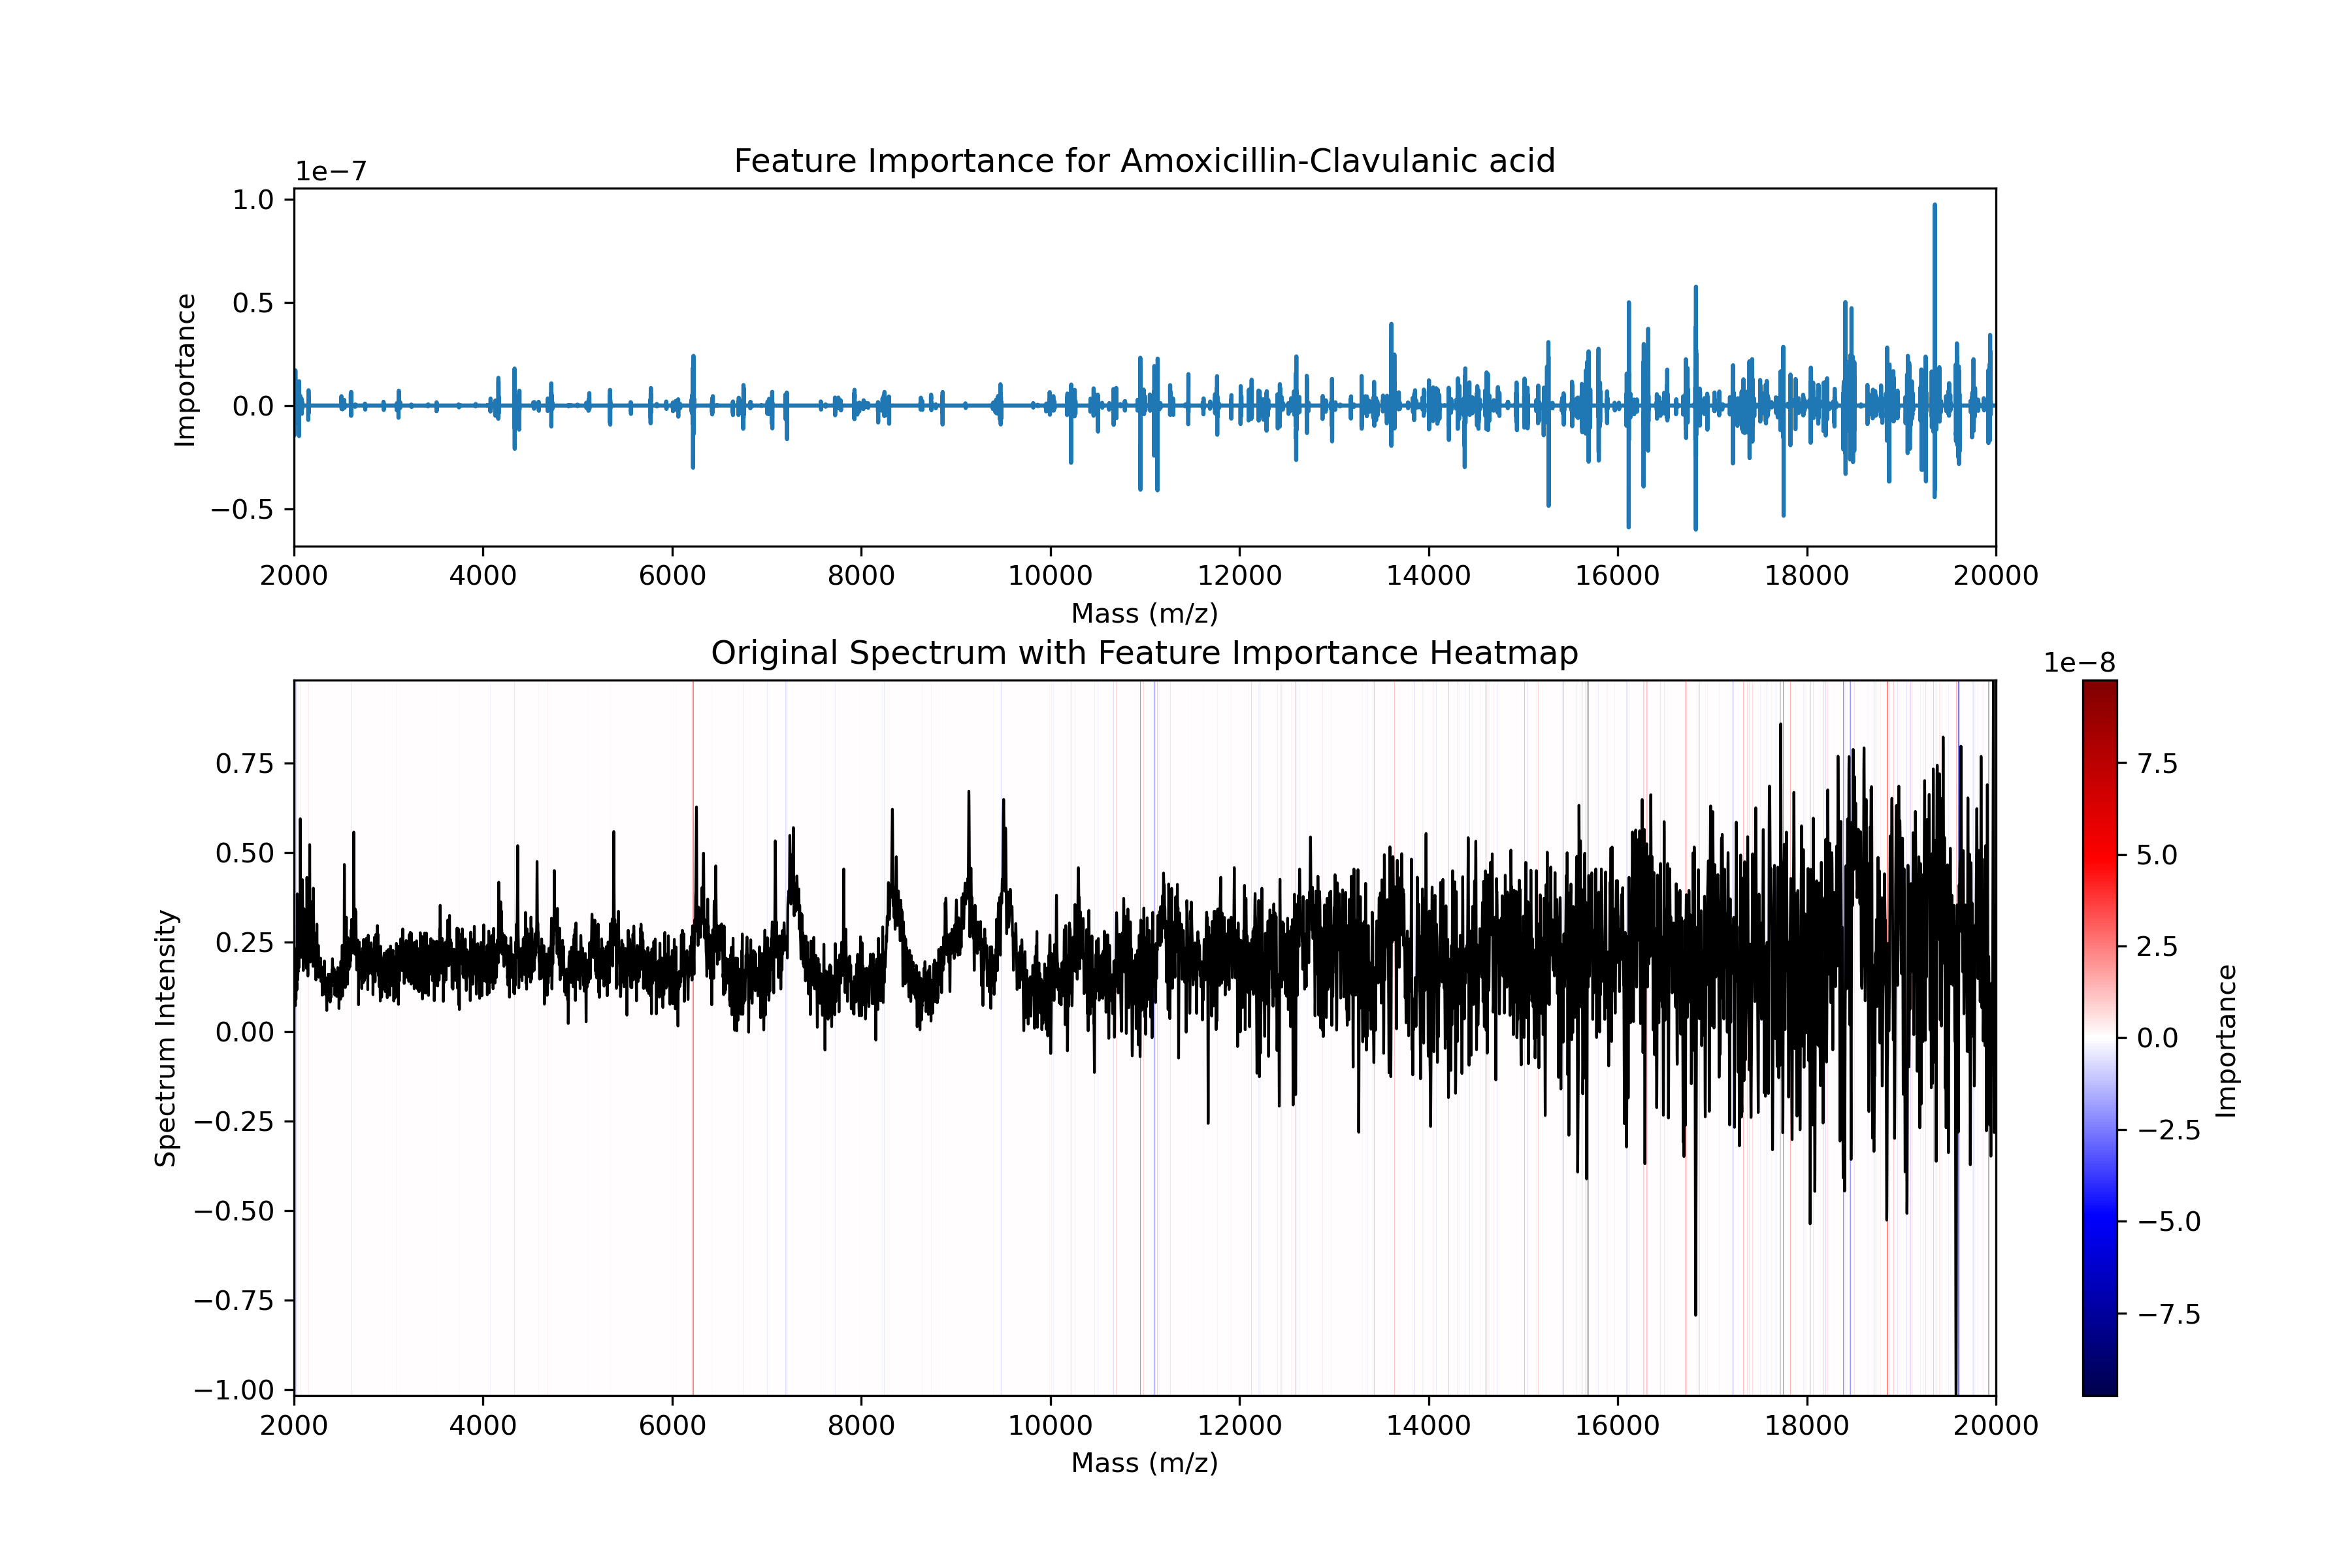 Feature Importance for Amoxicillin-Clavulanic acid
1e−7
1.0
0.5
0.0
−0.5
Importance
2000 4000 6000 8000 10000 12000 14000 16000 18000 20000
Mass (m/z)
Original Spectrum with Feature Importance Heatmap
1e−8
0.75
0.50
0.25
0.00
−0.25
−0.50
−0.75
−1.00
Spectrum Intensity
2000 4000 6000 8000 10000 12000 14000 16000 18000 20000
Mass (m/z)
7.5
5.0
2.5
0.0
−2.5
−5.0
−7.5
Importance